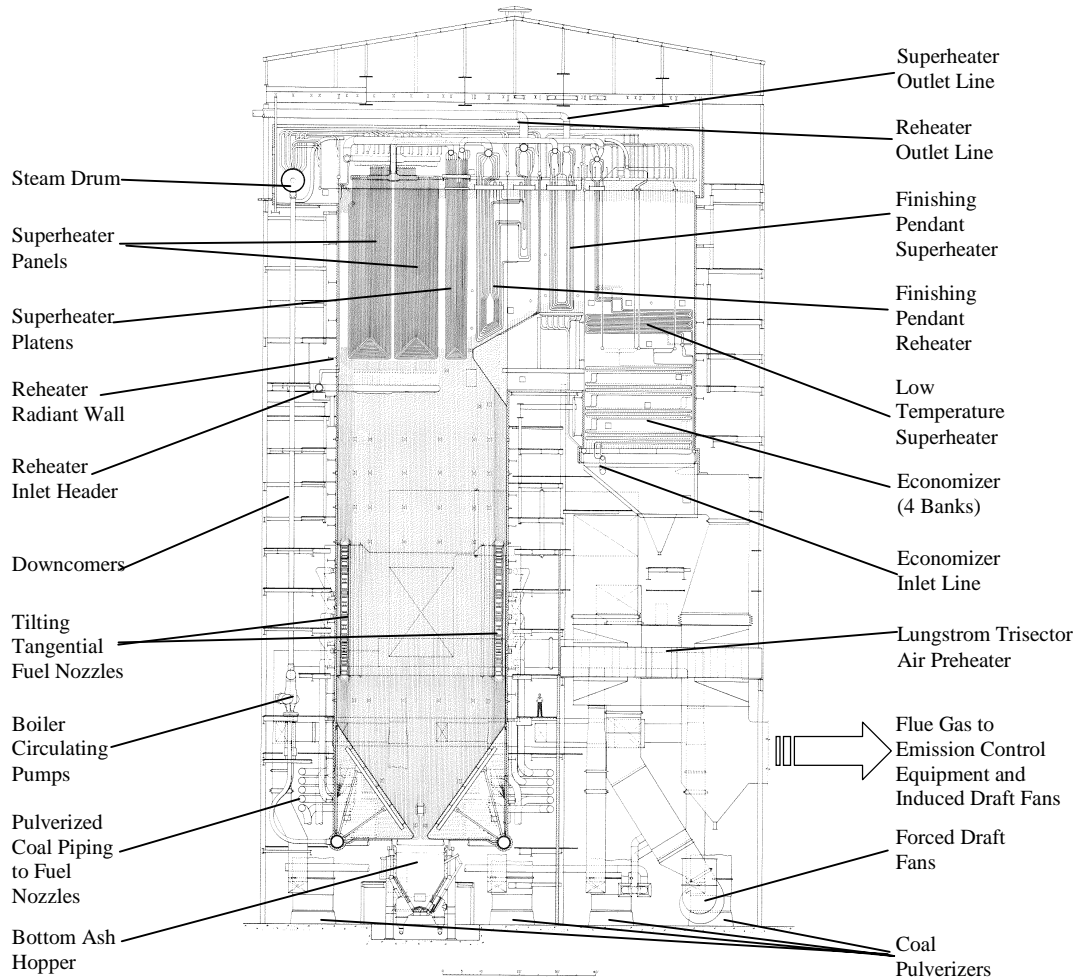 Steam Drum
Superheater
Panels
Superheater
Platens
Reheater
Radiant Wall
Reheater
Inlet Header
Downcomers
Tilting
Tangential
Fuel Nozzles
Boiler
Circulating
Pumps
Pulverized
Coal Piping
to Fuel
Nozzles
Bottom Ash
Hopper
Superheater
Outlet Line
Reheater
Outlet Line
Finishing
Pendant
Superheater
Finishing
Pendant
Reheater
Low
Temperature
Superheater
Economizer
(4 Banks)
Economizer
Inlet Line
Lungstrom Trisector
Air Preheater
Flue Gas to
Emission Control
Equipment and
Induced Draft Fans
Forced Draft
Fans
Coal
Pulverizers